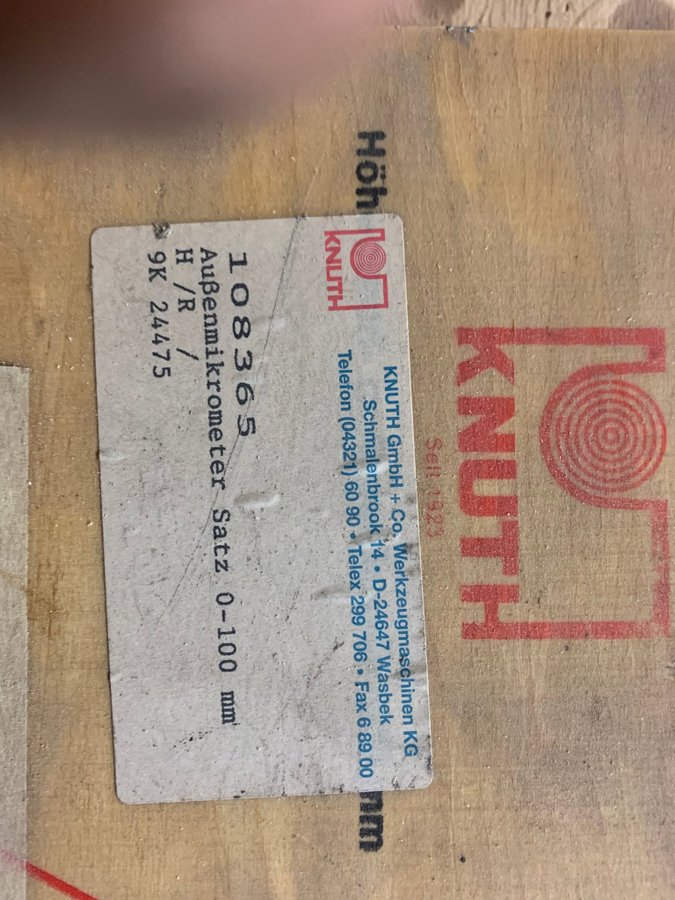 KNUTH
Seit 1923
Höh
mm
KNUTH
KNUTH GmbH + Co. Werkzeugmaschinen KG
Schmalenbrook 14 • D-24647 Wasbek
Telefon (04321) 60 90 • Telex 299 706 • Fax 6 89 00
108365
Außenmikrometer Satz 0-100 mm
H /R /
9K 24475